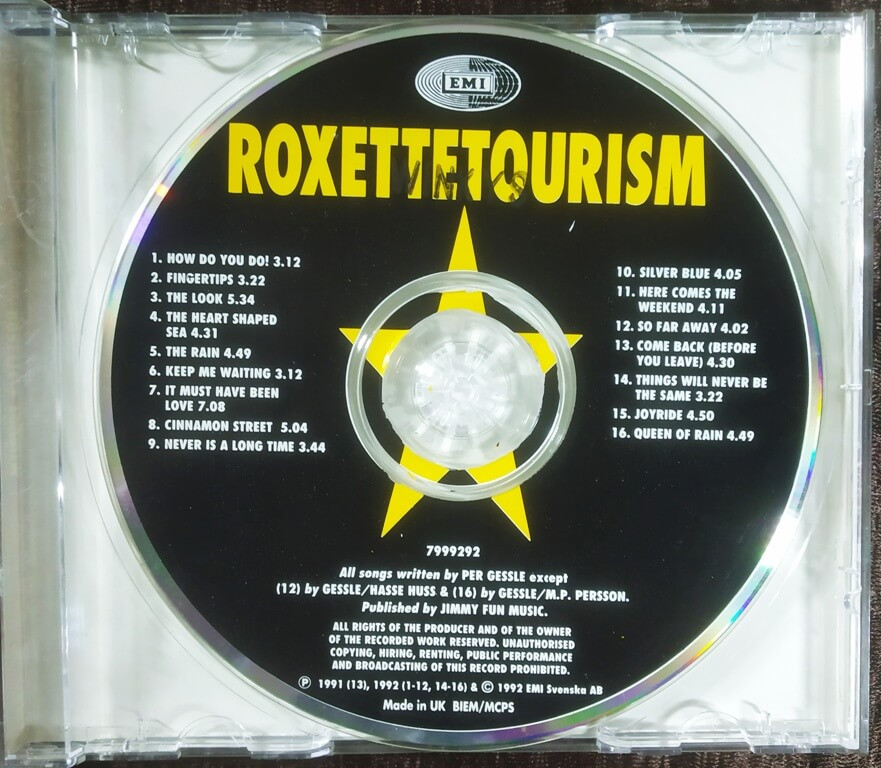 EMI
ROXETTETOURISM
1. HOW DO YOU DO! 3.12
2. FINGERTIPS 3.22
3. THE LOOK 5.34
4. THE HEART SHAPED
SEA 4.31
5. THE RAIN 4.49
6. KEEP ME WAITING 3.12
7. IT MUST HAVE BEEN
LOVE 7.08
8. CINNAMON STREET 5.04
9. NEVER IS A LONG TIME 3.44
10. SILVER BLUE 4.05
11. HERE COMES THE
WEEKEND 4.11
12. SO FAR AWAY 4.02
13. COME BACK (BEFORE
YOU LEAVE) 4.30
14. THINGS WILL NEVER BE
THE SAME 3.22
15. JOYRIDE 4.50
16. QUEEN OF RAIN 4.49
7999292
All songs written by PER GESSLE except
(12) by GESSLE/HASSE HUSS & (16) by GESSLE/M.P. PERSSON.
Published by JIMMY FUN MUSIC.
ALL RIGHTS OF THE PRODUCER AND OF THE OWNER
OF THE RECORDED WORK RESERVED. UNAUTHORISED
COPYING, HIRING, RENTING, PUBLIC PERFORMANCE
AND BROADCASTING OF THIS RECORD PROHIBITED.
℗ 1991 (13), 1992 (1-12, 14-16) & © 1992 EMI Svenska AB
Made in UK BIEM/MCPS